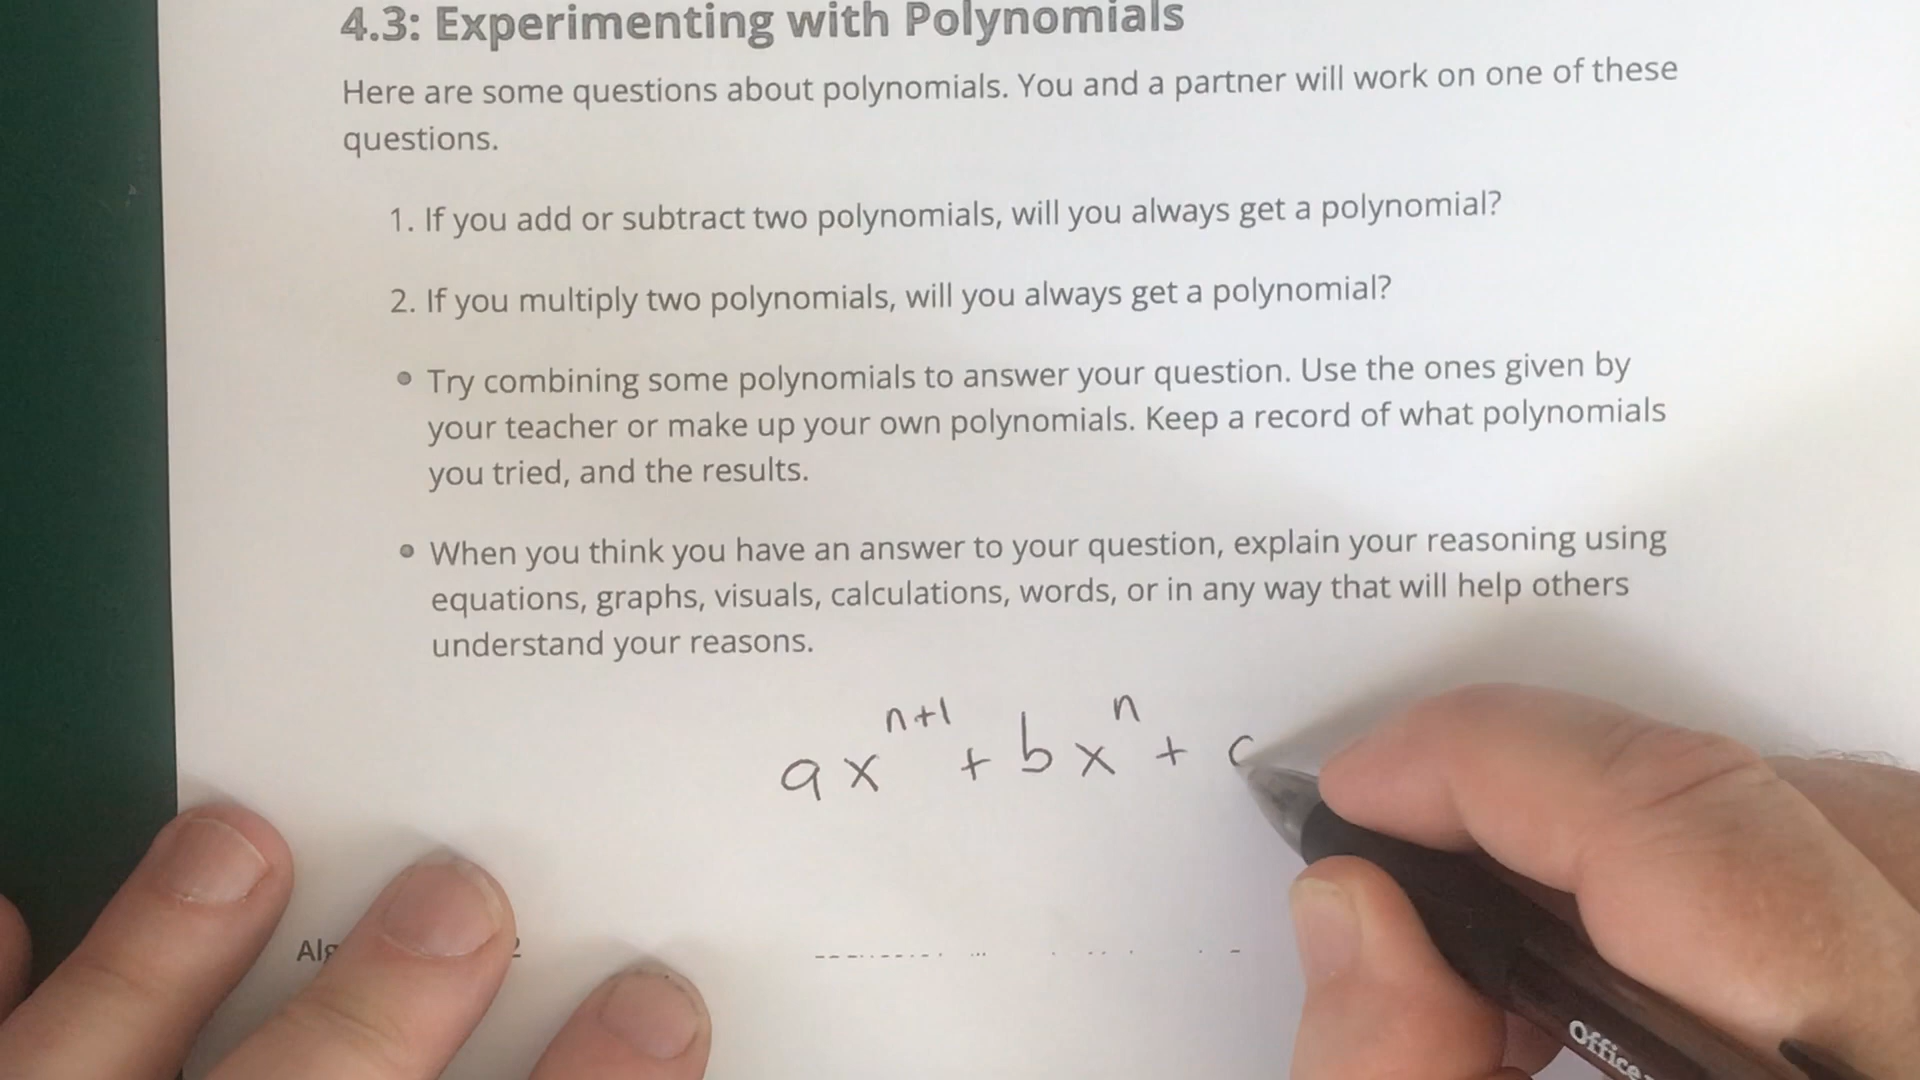 4.3: Experimenting with Polynomials
Here are some questions about polynomials. You and a partner will work on one of these
questions.
1. If you add or subtract two polynomials, will you always get a polynomial?
2. If you multiply two polynomials, will you always get a polynomial?
• Try combining some polynomials to answer your question. Use the ones given by
your teacher or make up your own polynomials. Keep a record of what polynomials
you tried, and the results.
• When you think you have an answer to your question, explain your reasoning using
equations, graphs, visuals, calculations, words, or in any way that will help others
understand your reasons.
ax^{n+1} + bx^n + c
Office